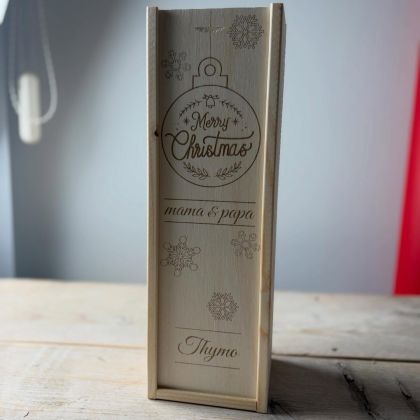 Merry
Christmas
mama & papa
Thymo